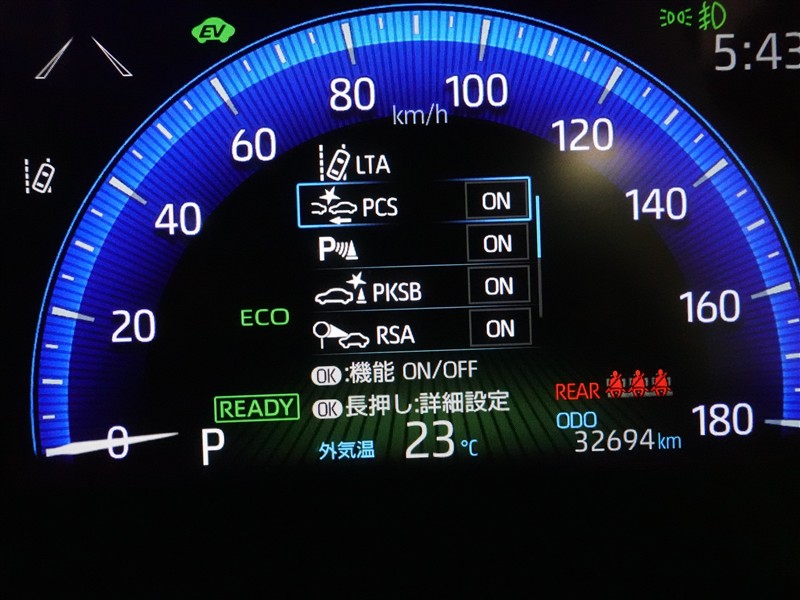 EV
5:43
80
100
km/h
60
120
LTA
PCS ON
40
140
P ON
PKSB ON
160
20
ECO
RSA ON
OK:機能 ON/OFF
REAR
READY
OK長押し:詳細設定
ODO
180
0
P
外気温 23℃
32694km